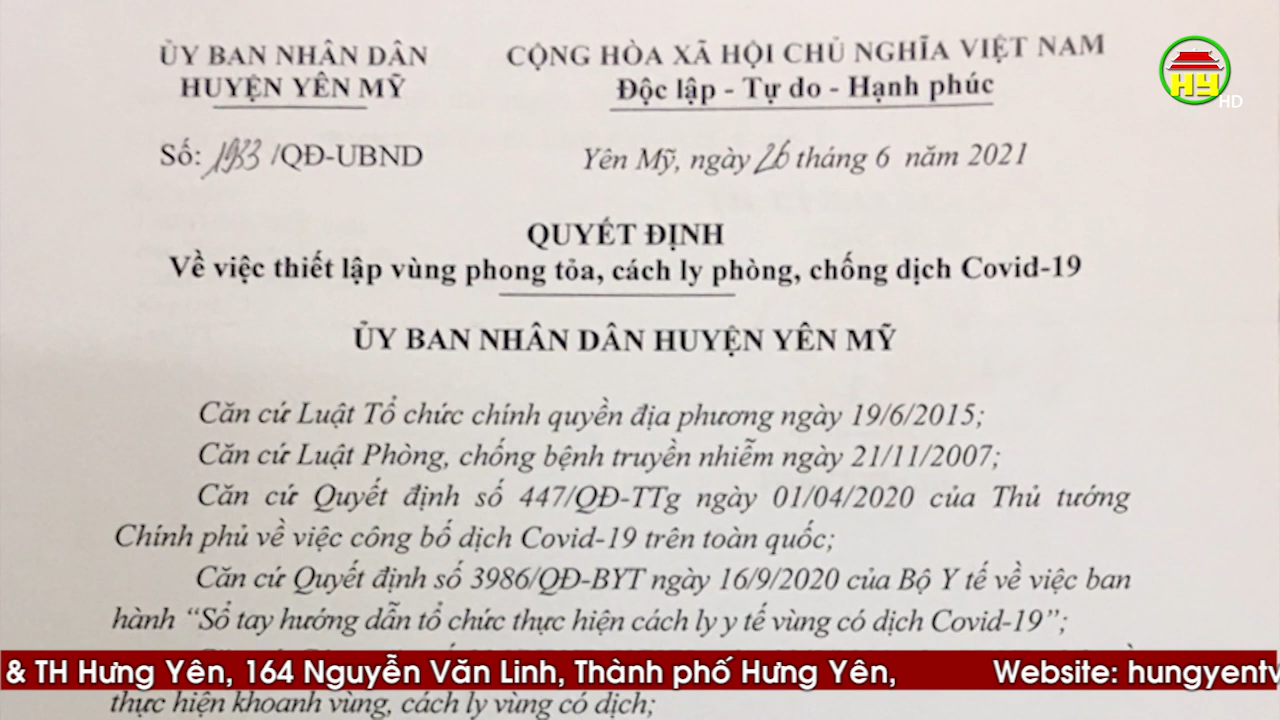 ỦY BAN NHÂN DÂN
HUYỆN YÊN MỸ
CỘNG HÒA XÃ HỘI CHỦ NGHĨA VIỆT NAM
Độc lập - Tự do - Hạnh phúc
HY
HD
Số: 1933 /QĐ-UBND
Yên Mỹ, ngày 26 tháng 6 năm 2021
QUYẾT ĐỊNH
Về việc thiết lập vùng phong tỏa, cách ly phòng, chống dịch Covid-19
ỦY BAN NHÂN DÂN HUYỆN YÊN MỸ
Căn cứ Luật Tổ chức chính quyền địa phương ngày 19/6/2015;
Căn cứ Luật Phòng, chống bệnh truyền nhiễm ngày 21/11/2007;
Căn cứ Quyết định số 447/QĐ-TTg ngày 01/04/2020 của Thủ tướng
Chính phủ về việc công bố dịch Covid-19 trên toàn quốc;
Căn cứ Quyết định số 3986/QĐ-BYT ngày 16/9/2020 của Bộ Y tế về việc ban
hành “Sổ tay hướng dẫn tổ chức thực hiện cách ly y tế vùng có dịch Covid-19”;
& TH Hưng Yên, 164 Nguyễn Văn Linh, Thành phố Hưng Yên, Website: hungyentv
thực hiện khoanh vùng, cách ly vùng có dịch;